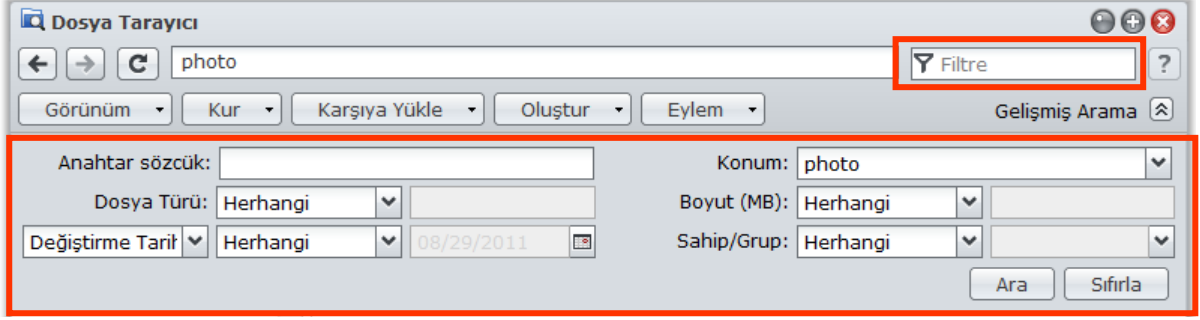 Dosya Tarayıcı
photo
Filtre
?
Görünüm Kur Karşıya Yükle Oluştur Eylem Gelişmiş Arama
Anahtar sözcük: Konum: photo
Dosya Türü: Herhangi Boyut (MB): Herhangi
Değiştirme Tarih Herhangi 08/29/2011 Sahip/Grup: Herhangi
Ara Sıfırla